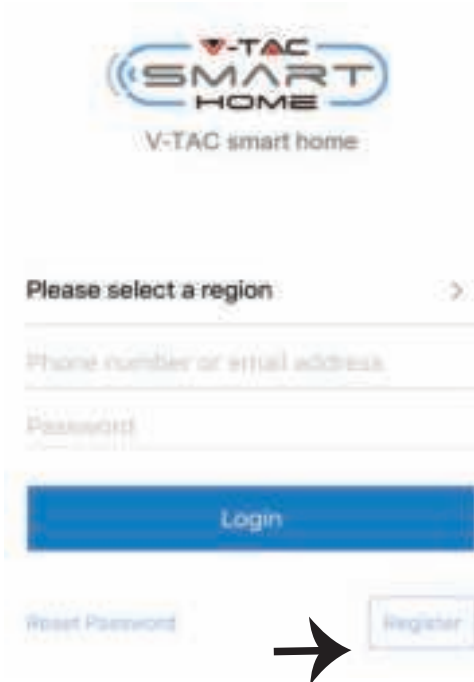 V-TAC
SMART
HOME
V-TAC smart home
Please select a region
Phone number or email address
Password
Login
Reset Password
Register